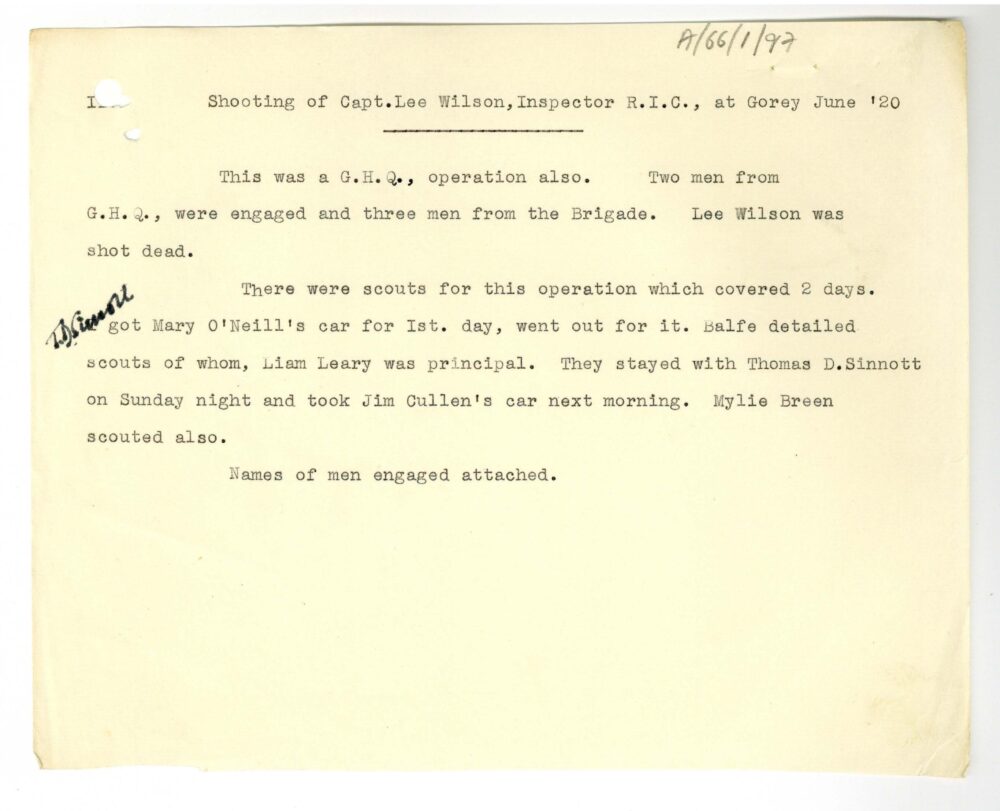 A/66/1/97
Shooting of Capt.Lee Wilson,Inspector R.I.C., at Gorey June '20
This was a G.H.Q., operation also. Two men from
G.H.Q., were engaged and three men from the Brigade. Lee Wilson was
shot dead.
There were scouts for this operation which covered 2 days.
T.D.Sinnott
got Mary O'Neill's car for Ist. day, went out for it. Balfe detailed
scouts of whom, Liam Leary was principal. They stayed with Thomas D.Sinnott
on Sunday night and took Jim Cullen's car next morning. Mylie Breen
scouted also.
Names of men engaged attached.